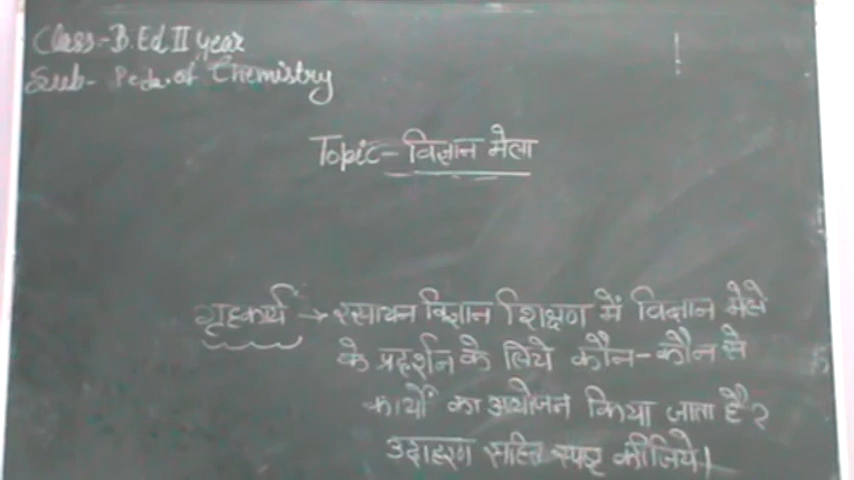 Class:- B.Ed II year
Sub- Peda. of Chemistry
Topic - विज्ञान मेला
गृहकार्य → रसायन विज्ञान शिक्षण में विज्ञान मेले
के प्रदर्शन के लिये कौन-कौन से
कार्यों का आयोजन किया जाता है?
उदाहरण सहित स्पष्ट कीजिये।